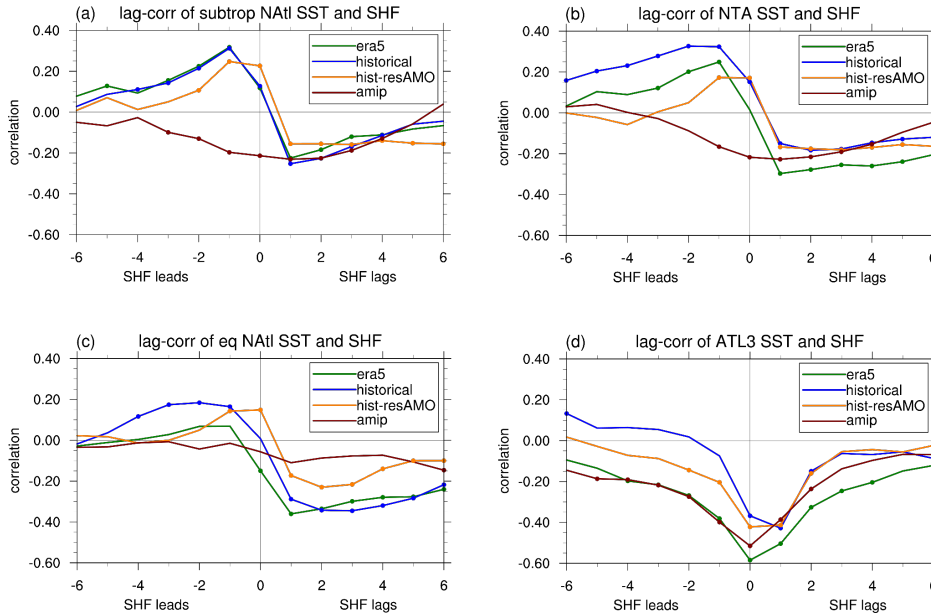 (a) lag-corr of subtrop NAtl SST and SHF
0.40
0.20
0.00
-0.20
-0.40
-0.60
correlation
era5
historical
hist-resAMO
amip
-6 -4 -2 0 2 4 6
SHF leads SHF lags
(b) lag-corr of NTA SST and SHF
0.40
0.20
0.00
-0.20
-0.40
-0.60
correlation
era5
historical
hist-resAMO
amip
-6 -4 -2 0 2 4 6
SHF leads SHF lags
(c) lag-corr of eq NAtl SST and SHF
0.40
0.20
0.00
-0.20
-0.40
-0.60
correlation
era5
historical
hist-resAMO
amip
-6 -4 -2 0 2 4 6
SHF leads SHF lags
(d) lag-corr of ATL3 SST and SHF
0.40
0.20
0.00
-0.20
-0.40
-0.60
correlation
era5
historical
hist-resAMO
amip
-6 -4 -2 0 2 4 6
SHF leads SHF lags